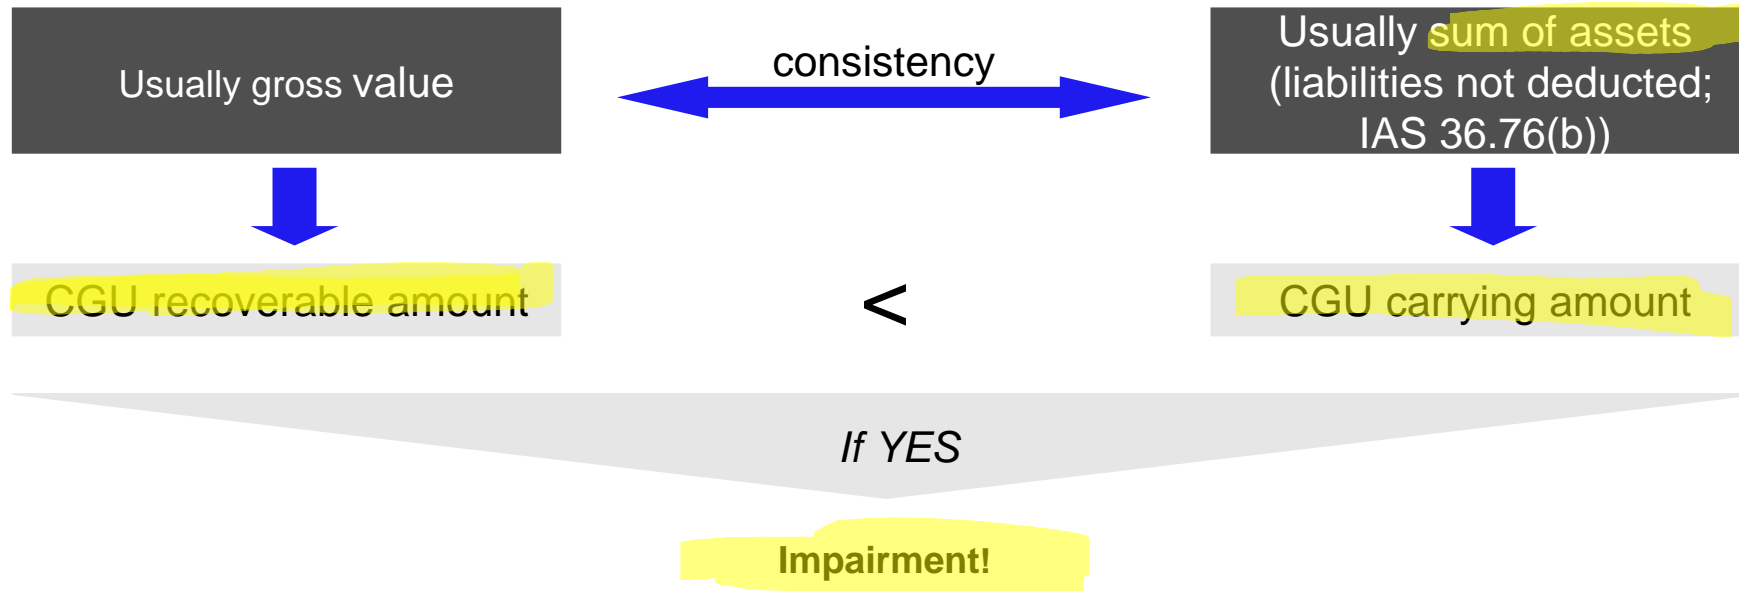 Usually gross value
consistency
Usually sum of assets
(liabilities not deducted;
IAS 36.76(b))
CGU recoverable amount
<
CGU carrying amount
If YES
Impairment!